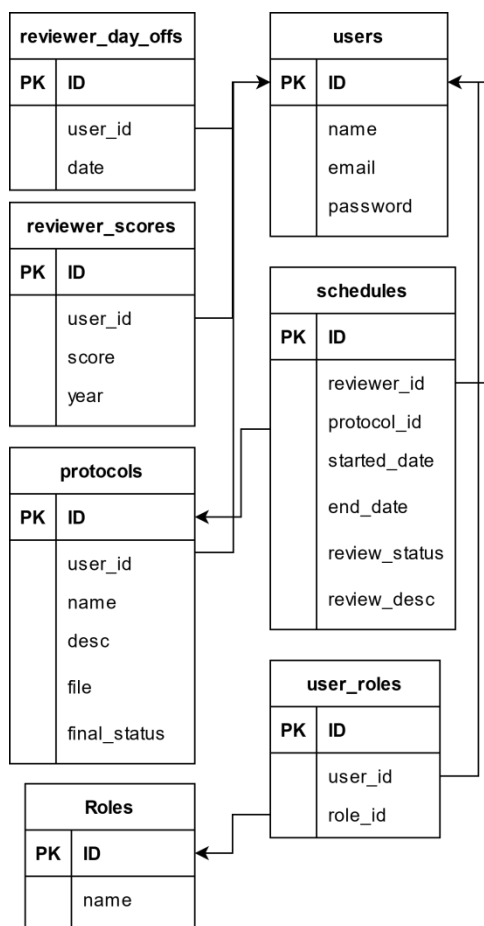 reviewer_day_offs
PK ID
user_id
date
reviewer_scores
PK ID
user_id
score
year
protocols
PK ID
user_id
name
desc
file
final_status
Roles
PK ID
name
users
PK ID
name
email
password
schedules
PK ID
reviewer_id
protocol_id
started_date
end_date
review_status
review_desc
user_roles
PK ID
user_id
role_id